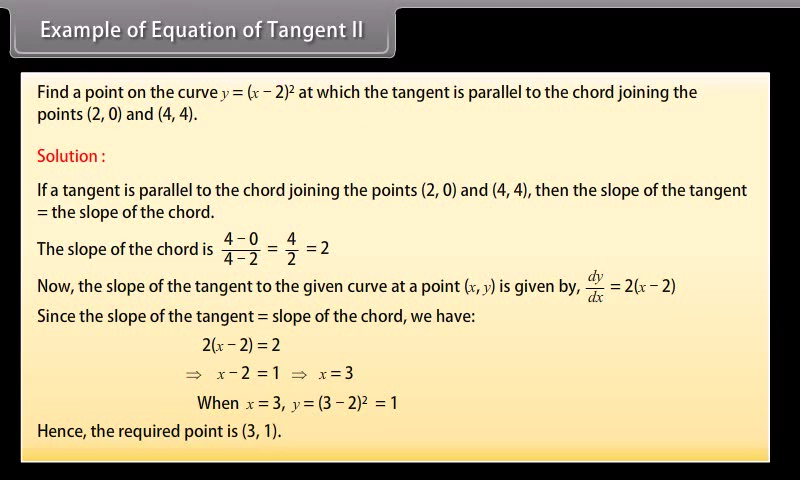 Example of Equation of Tangent II
Find a point on the curve y = (x − 2)² at which the tangent is parallel to the chord joining the
points (2, 0) and (4, 4).
Solution :
If a tangent is parallel to the chord joining the points (2, 0) and (4, 4), then the slope of the tangent
= the slope of the chord.
The slope of the chord is (4 − 0)/(4 − 2) = 4/2 = 2
Now, the slope of the tangent to the given curve at a point (x, y) is given by, dy/dx = 2(x − 2)
Since the slope of the tangent = slope of the chord, we have:
2(x − 2) = 2
⇒ x − 2 = 1 ⇒ x = 3
When x = 3, y = (3 − 2)² = 1
Hence, the required point is (3, 1).